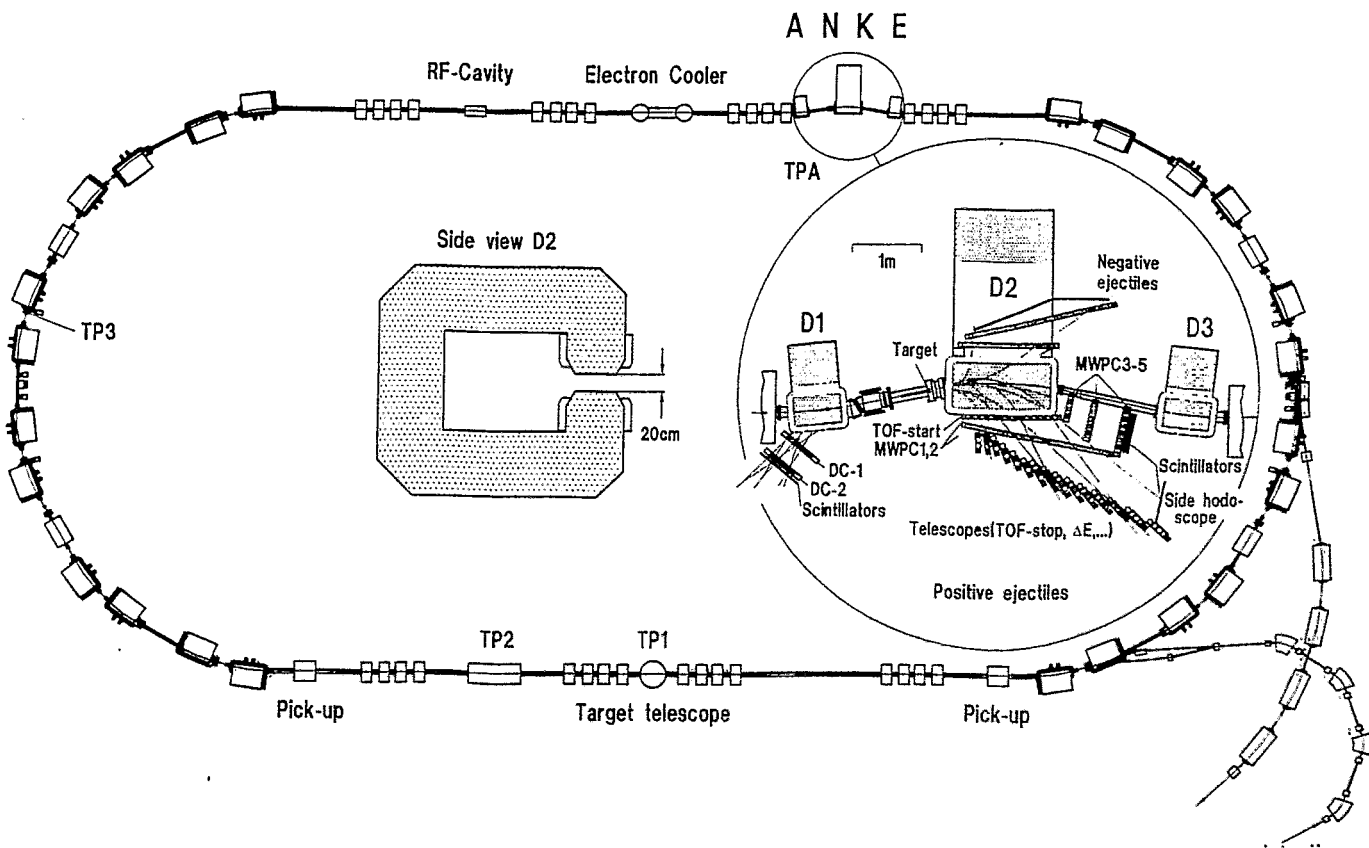 A N K E
RF-Cavity
Electron Cooler
TPA
Side view D2
1m
D2
Negative
ejectiles
D1
D3
Target
MWPC3-5
TP3
20cm
TOF-start
MWPC1,2
DC-1
DC-2
Scintillators
Scintillators
Side hodo-
scope
Telescopes(TOF-stop, ΔE,...)
Positive ejectiles
TP2
TP1
Pick-up
Target telescope
Pick-up